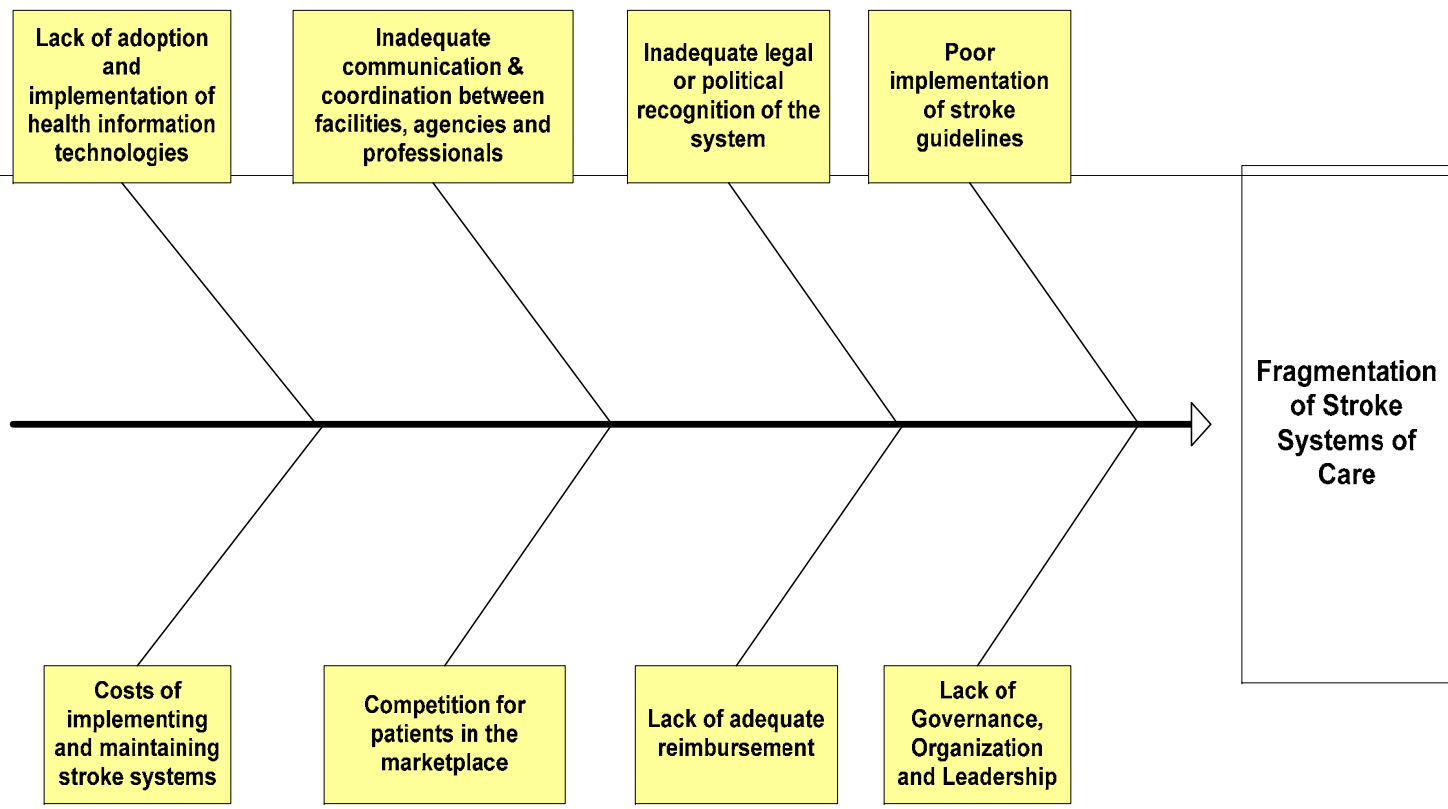 Lack of adoption
and
implementation of
health information
technologies
Inadequate
communication &
coordination between
facilities, agencies and
professionals
Inadequate legal
or political
recognition of the
system
Poor
implementation
of stroke
guidelines
Fragmentation
of Stroke
Systems of
Care
Costs of
implementing
and maintaining
stroke systems
Competition for
patients in the
marketplace
Lack of adequate
reimbursement
Lack of
Governance,
Organization
and Leadership